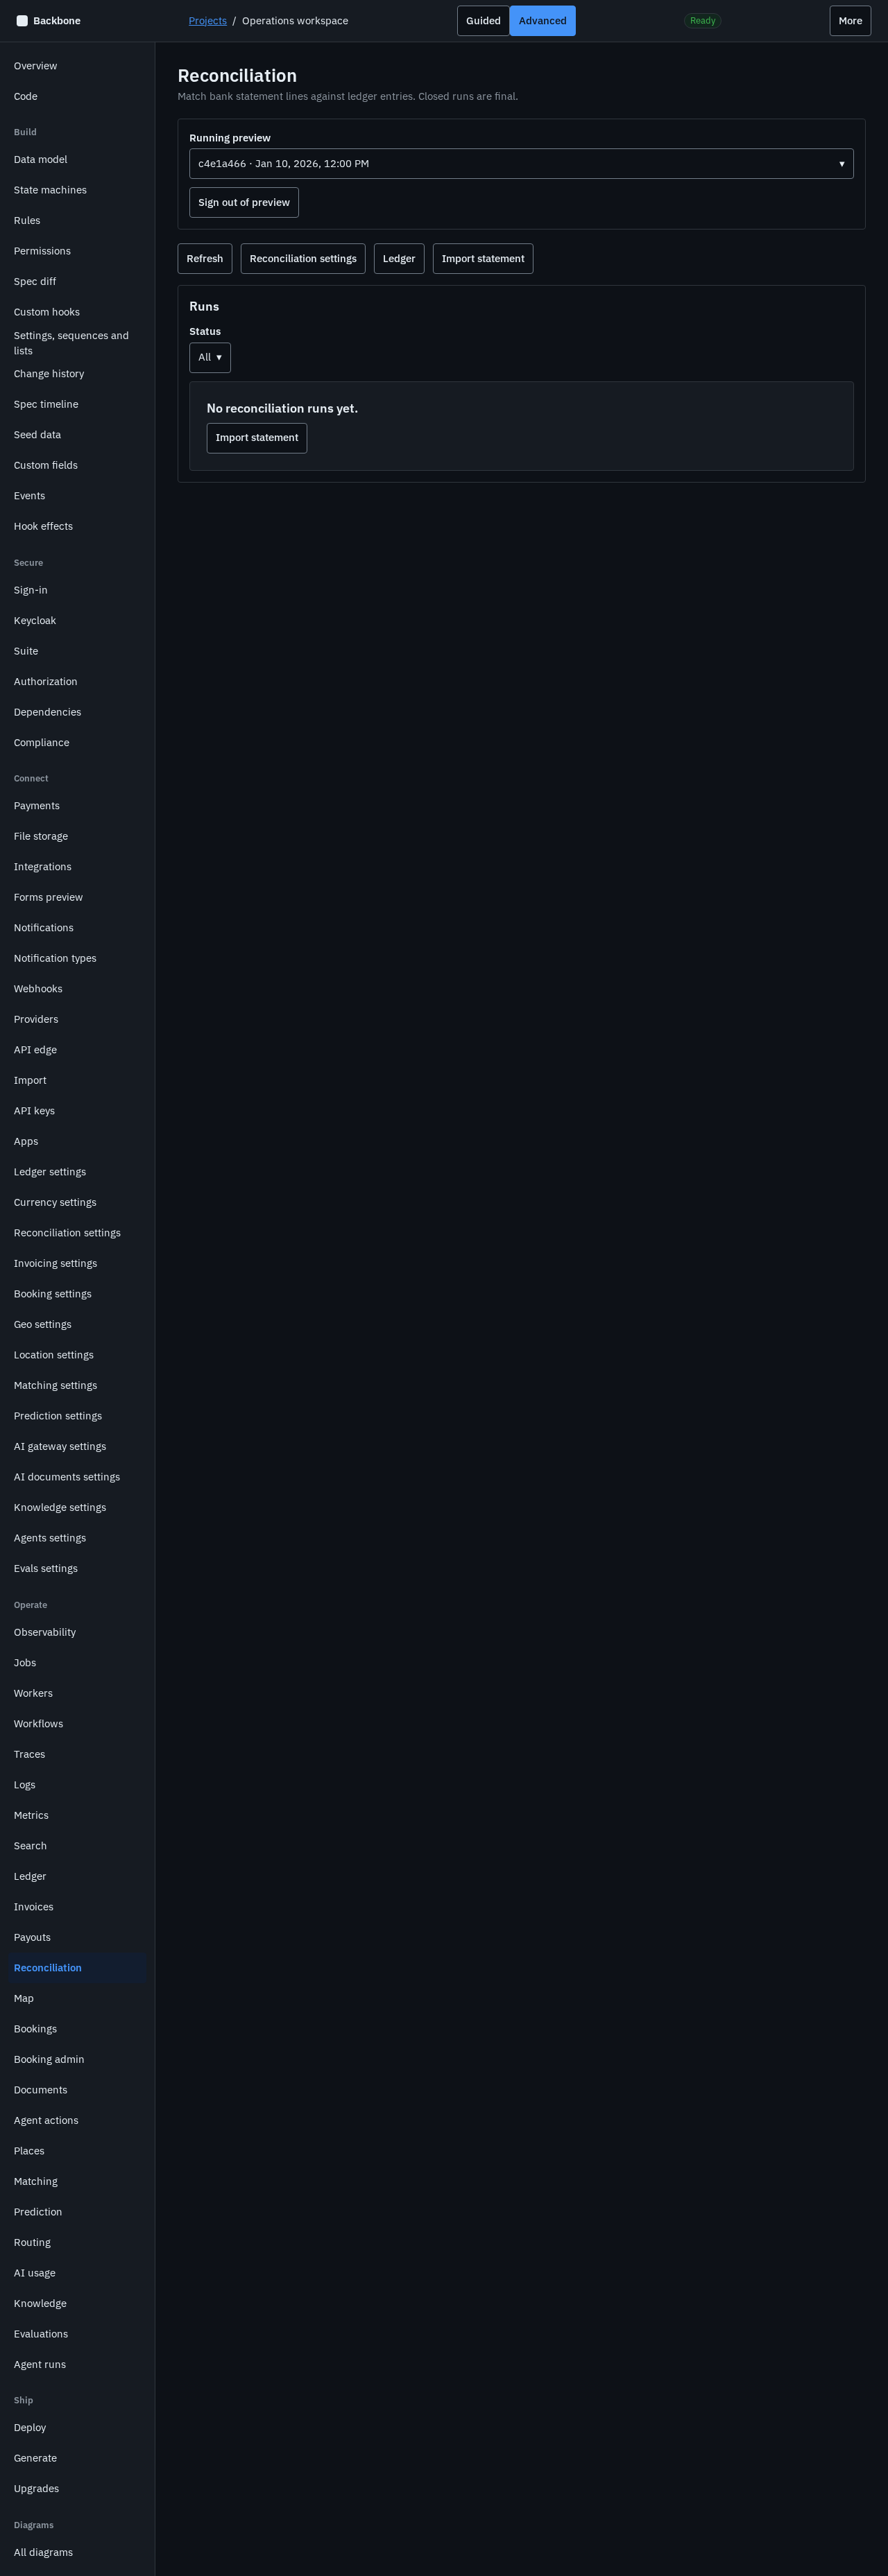 Backbone
Projects / Operations workspace
Guided
Advanced
Ready
More
Overview
Code
Build
Data model
State machines
Rules
Permissions
Spec diff
Custom hooks
Settings, sequences and
lists
Change history
Spec timeline
Seed data
Custom fields
Events
Hook effects
Secure
Sign-in
Keycloak
Suite
Authorization
Dependencies
Compliance
Connect
Payments
File storage
Integrations
Forms preview
Notifications
Notification types
Webhooks
Providers
API edge
Import
API keys
Apps
Ledger settings
Currency settings
Reconciliation settings
Invoicing settings
Booking settings
Geo settings
Location settings
Matching settings
Prediction settings
AI gateway settings
AI documents settings
Knowledge settings
Agents settings
Evals settings
Operate
Observability
Jobs
Workers
Workflows
Traces
Logs
Metrics
Search
Ledger
Invoices
Payouts
Reconciliation
Map
Bookings
Booking admin
Documents
Agent actions
Places
Matching
Prediction
Routing
AI usage
Knowledge
Evaluations
Agent runs
Ship
Deploy
Generate
Upgrades
Diagrams
All diagrams
Reconciliation
Match bank statement lines against ledger entries. Closed runs are final.
Running preview
c4e1a466 · Jan 10, 2026, 12:00 PM
Sign out of preview
Refresh
Reconciliation settings
Ledger
Import statement
Runs
Status
All
No reconciliation runs yet.
Import statement